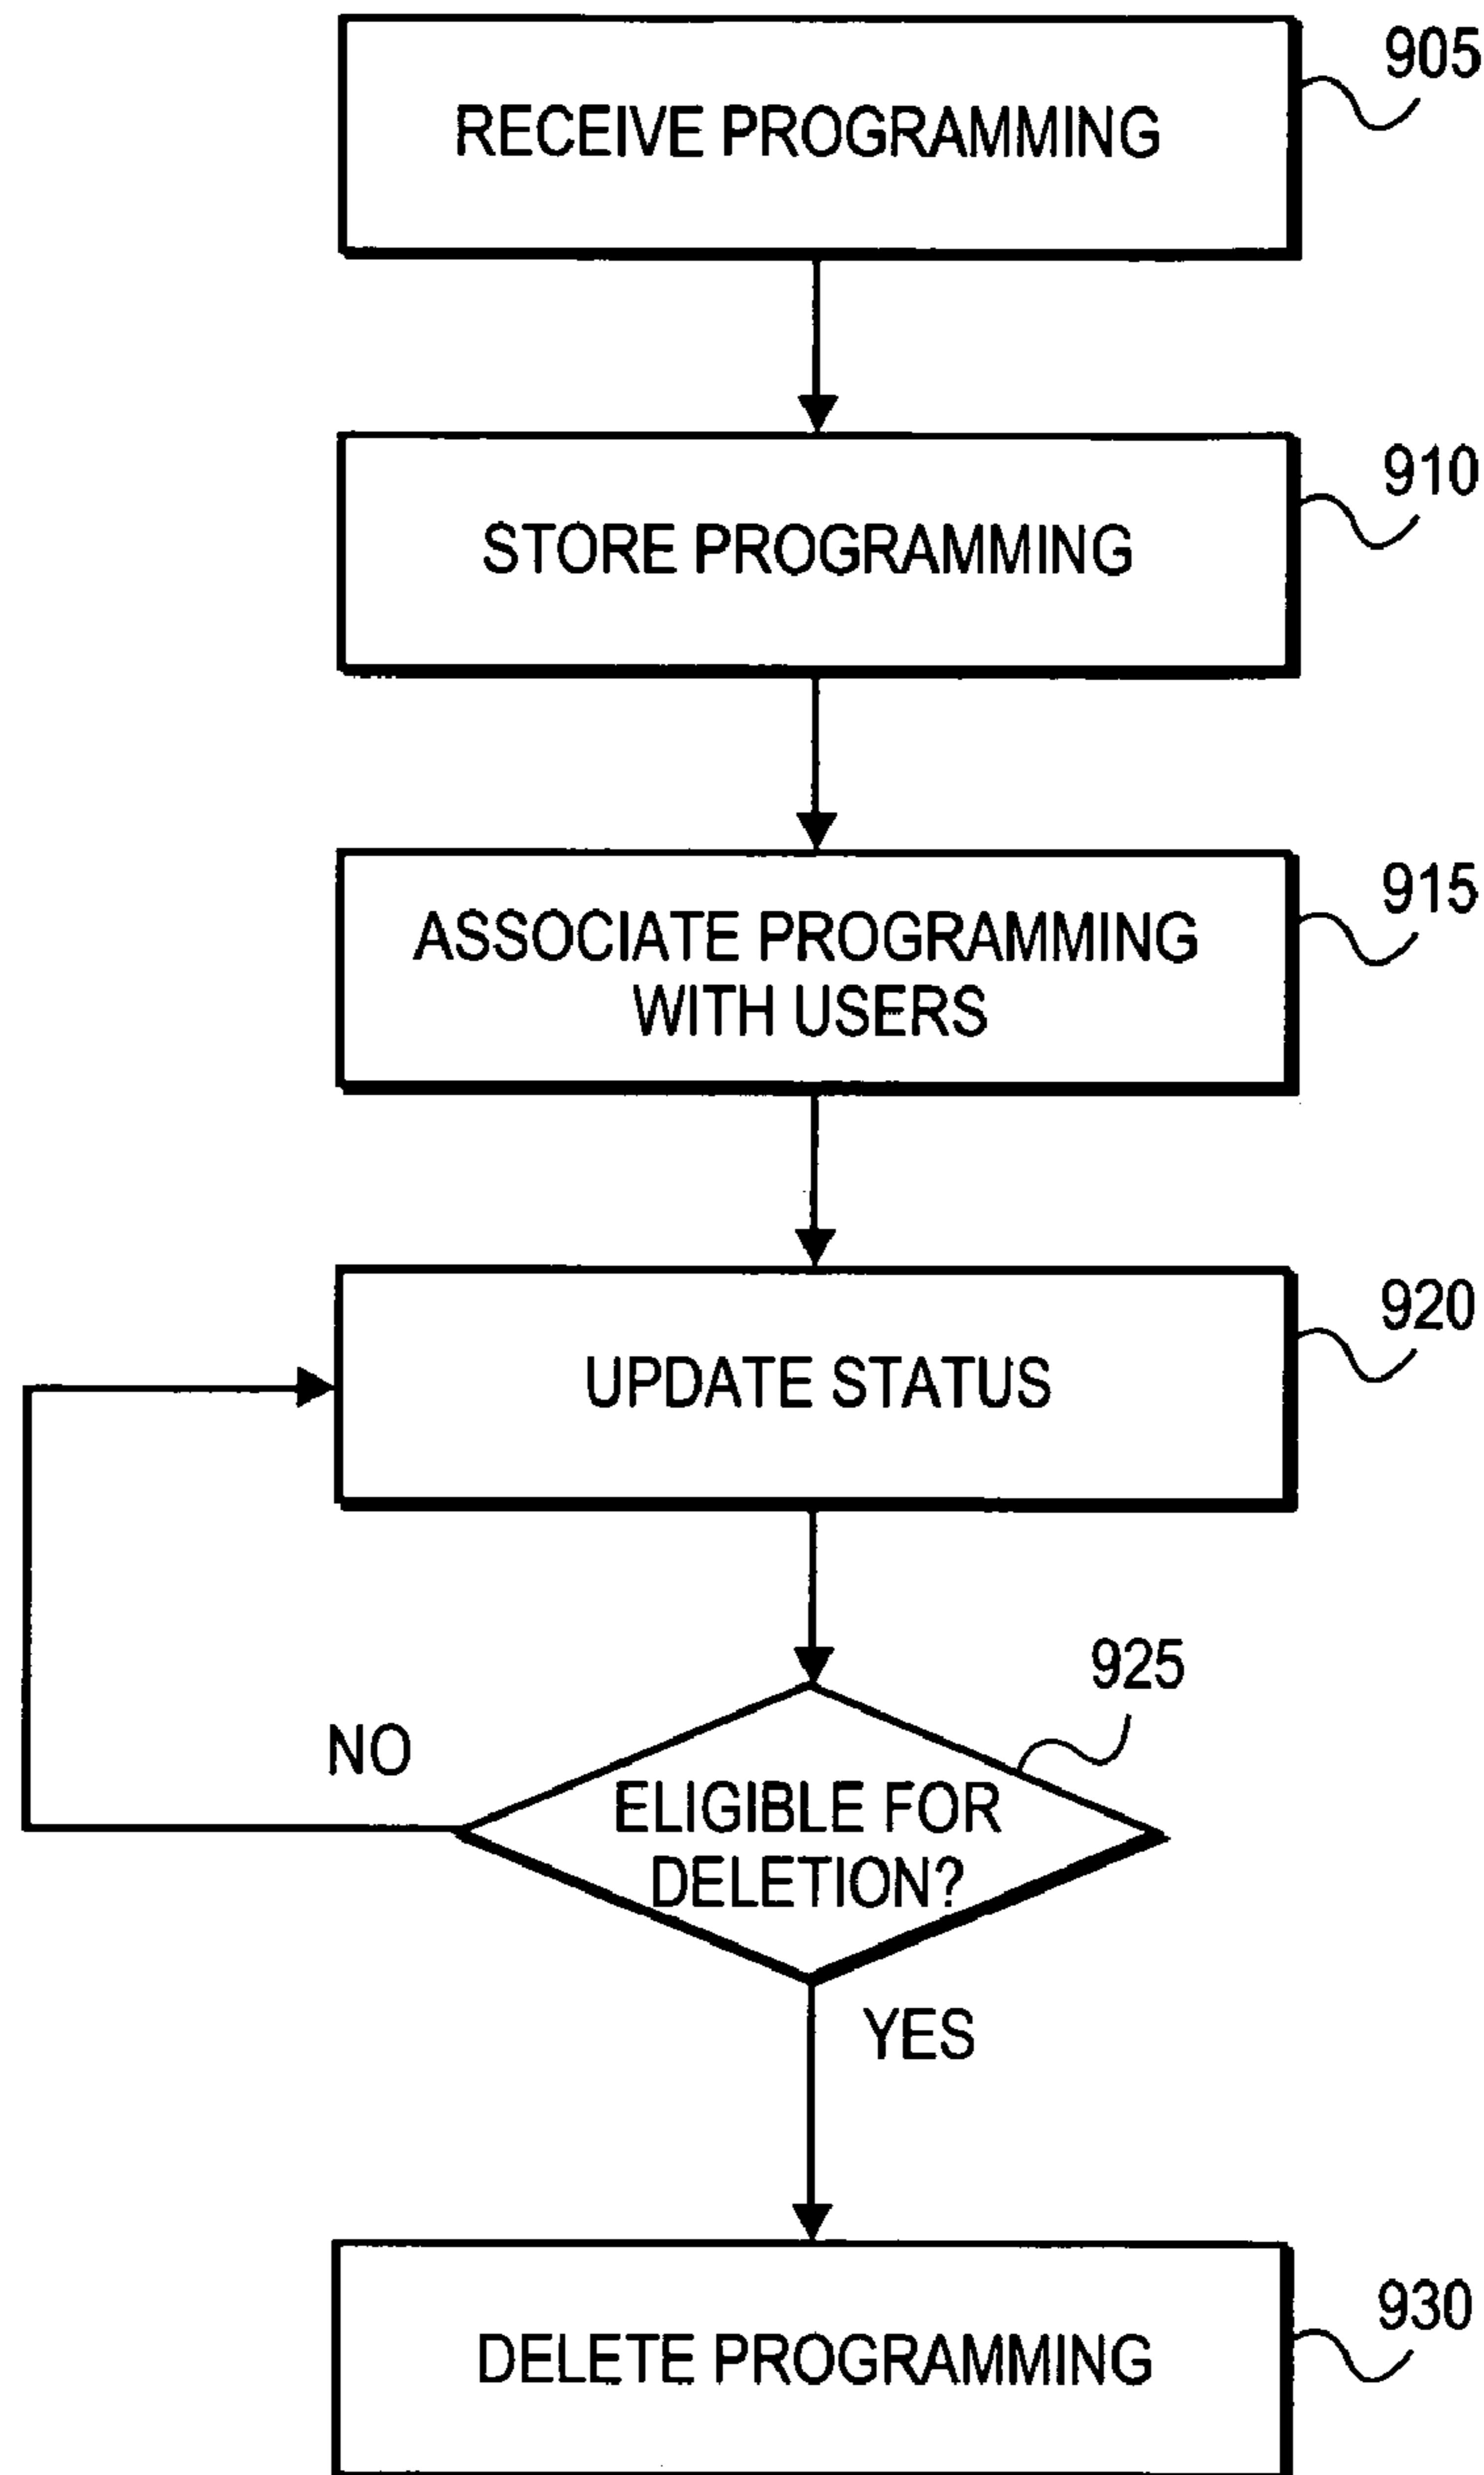 RECEIVE PROGRAMMING
905
STORE PROGRAMMING
910
ASSOCIATE PROGRAMMING
WITH USERS
915
UPDATE STATUS
920
925
NO
ELIGIBLE FOR
DELETION?
YES
DELETE PROGRAMMING
930